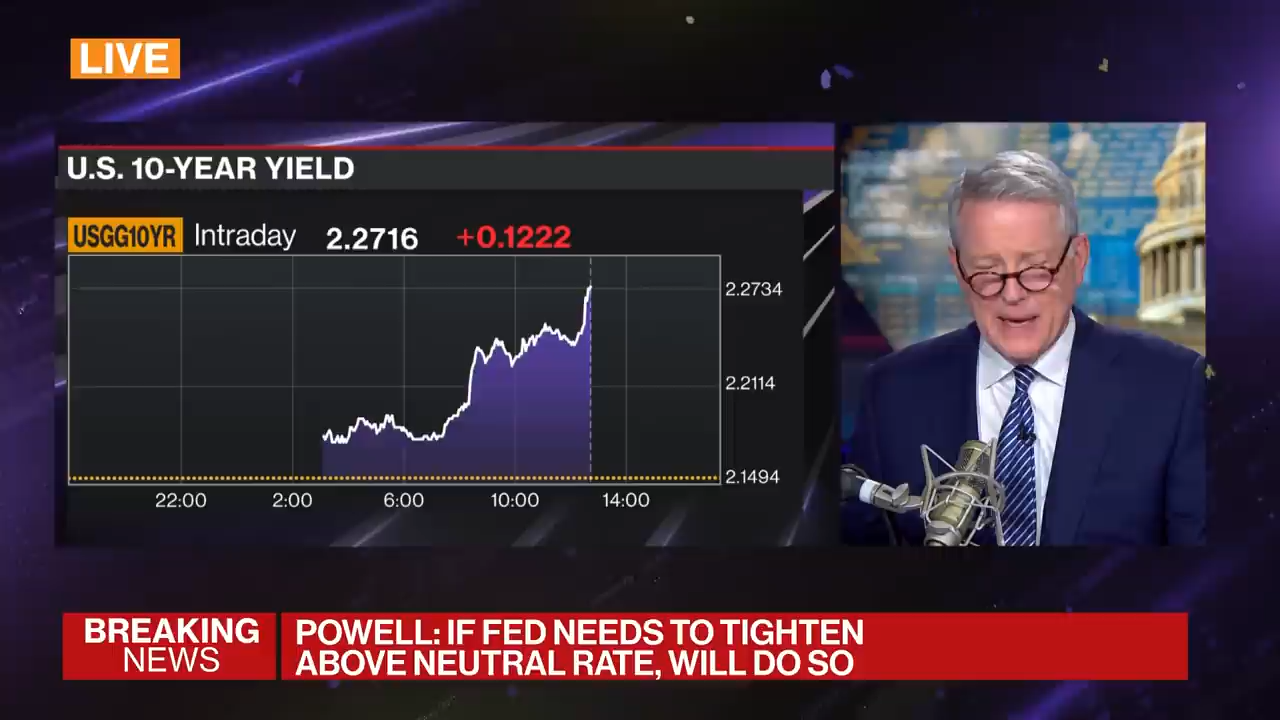 LIVE
U.S. 10-YEAR YIELD
USGG10YR Intraday 2.2716 +0.1222
2.2734
2.2114
2.1494
22:00 2:00 6:00 10:00 14:00
BREAKING
NEWS
POWELL: IF FED NEEDS TO TIGHTEN
ABOVE NEUTRAL RATE, WILL DO SO